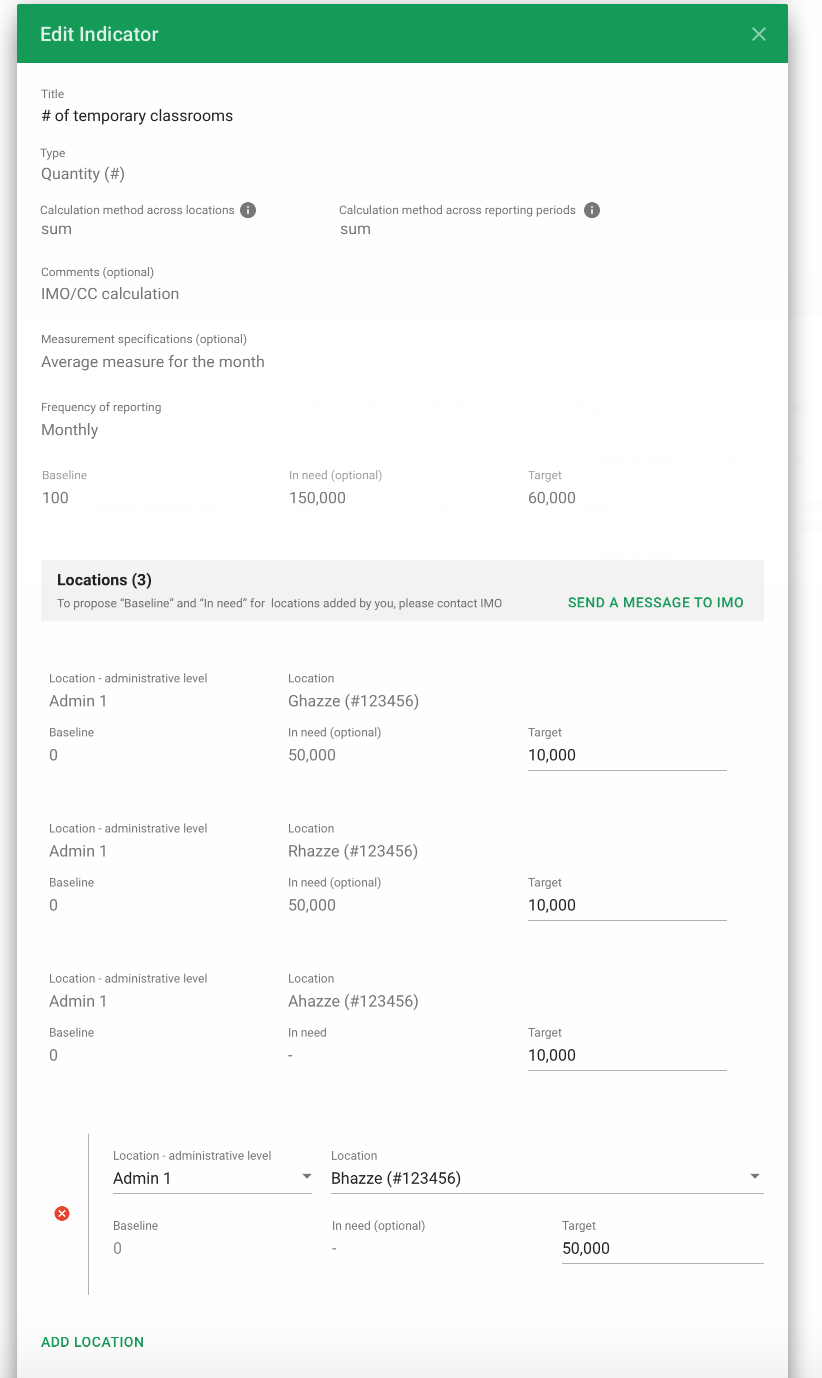 Edit Indicator
Title
# of temporary classrooms
Type
Quantity (#)
Calculation method across locations Calculation method across reporting periods
sum sum
Comments (optional)
IMO/CC calculation
Measurement specifications (optional)
Average measure for the month
Frequency of reporting
Monthly
Baseline In need (optional) Target
100 150,000 60,000
Locations (3)
To propose “Baseline” and “In need” for locations added by you, please contact IMO SEND A MESSAGE TO IMO
Location - administrative level Location
Admin 1 Ghazze (#123456)
Baseline In need (optional) Target
0 50,000 10,000
Location - administrative level Location
Admin 1 Rhazze (#123456)
Baseline In need (optional) Target
0 50,000 10,000
Location - administrative level Location
Admin 1 Ahazze (#123456)
Baseline In need Target
0 - 10,000
Location - administrative level Location
Admin 1 Bhazze (#123456)
Baseline In need (optional) Target
0 - 50,000
ADD LOCATION